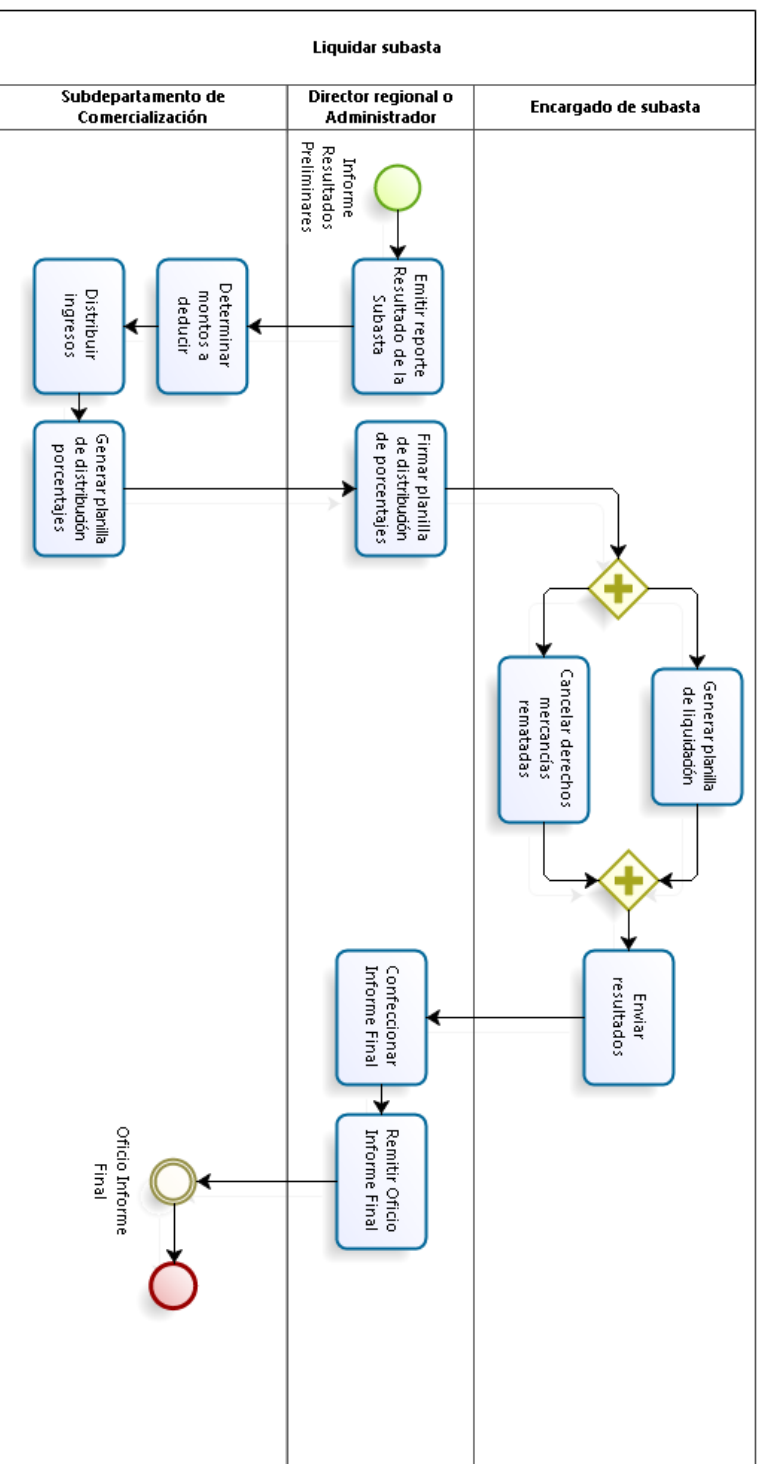 Liquidar subasta
Subdepartamento de
Comercialización
Director regional o
Administrador
Encargado de subasta
Informe
Resultados
Preliminares
Emitir reporte
Resultado de la
Subasta
Determinar
montos a
deducir
Distribuir
ingresos
Generar planilla
de distribución
porcentajes
Firmar planilla
de distribución
de porcentajes
Generar planilla
de liquidación
Cancelar derechos
mercancías
rematadas
Enviar
resultados
Confeccionar
Informe Final
Remitir Oficio
Informe Final
Oficio Informe
Final